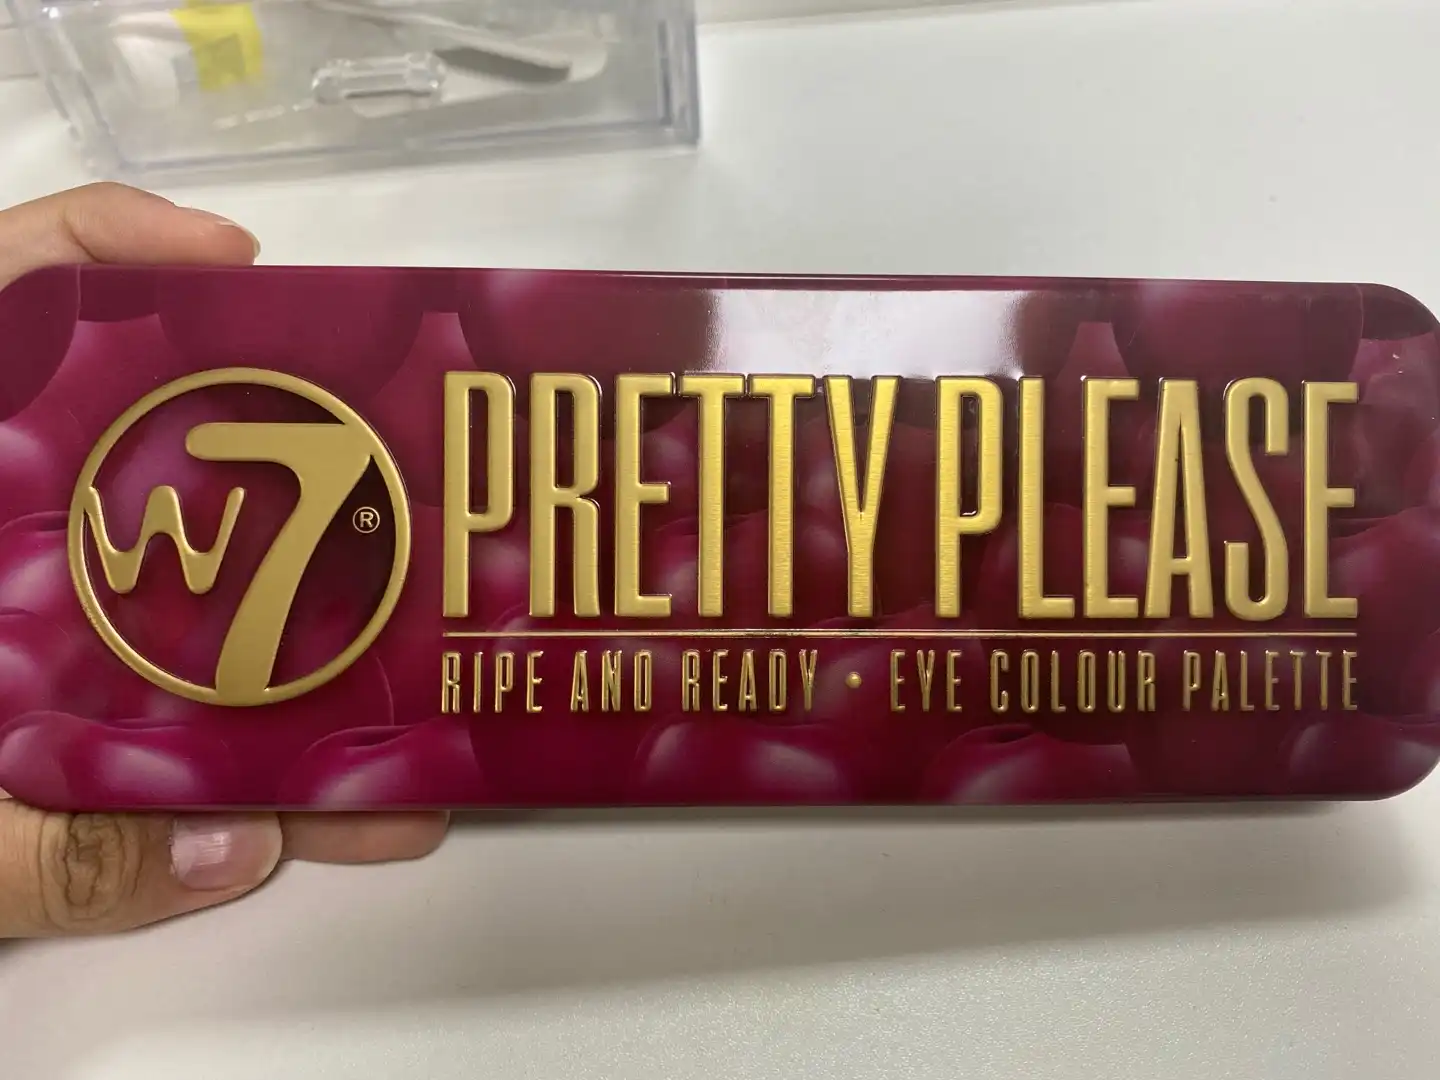 W7®
PRETTY PLEASE
RIPE AND READY • EYE COLOUR PALETTE